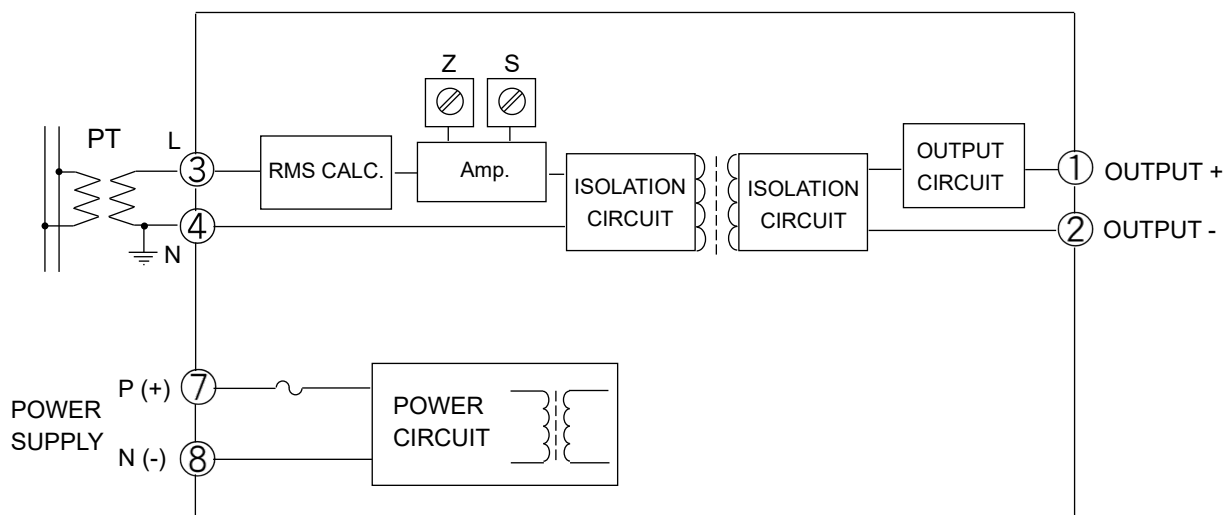 Z
S
PT
L
3
RMS CALC.
Amp.
ISOLATION
CIRCUIT
ISOLATION
CIRCUIT
OUTPUT
CIRCUIT
1
OUTPUT +
4
N
2
OUTPUT -
POWER
SUPPLY
P (+)
7
N (-)
8
POWER
CIRCUIT